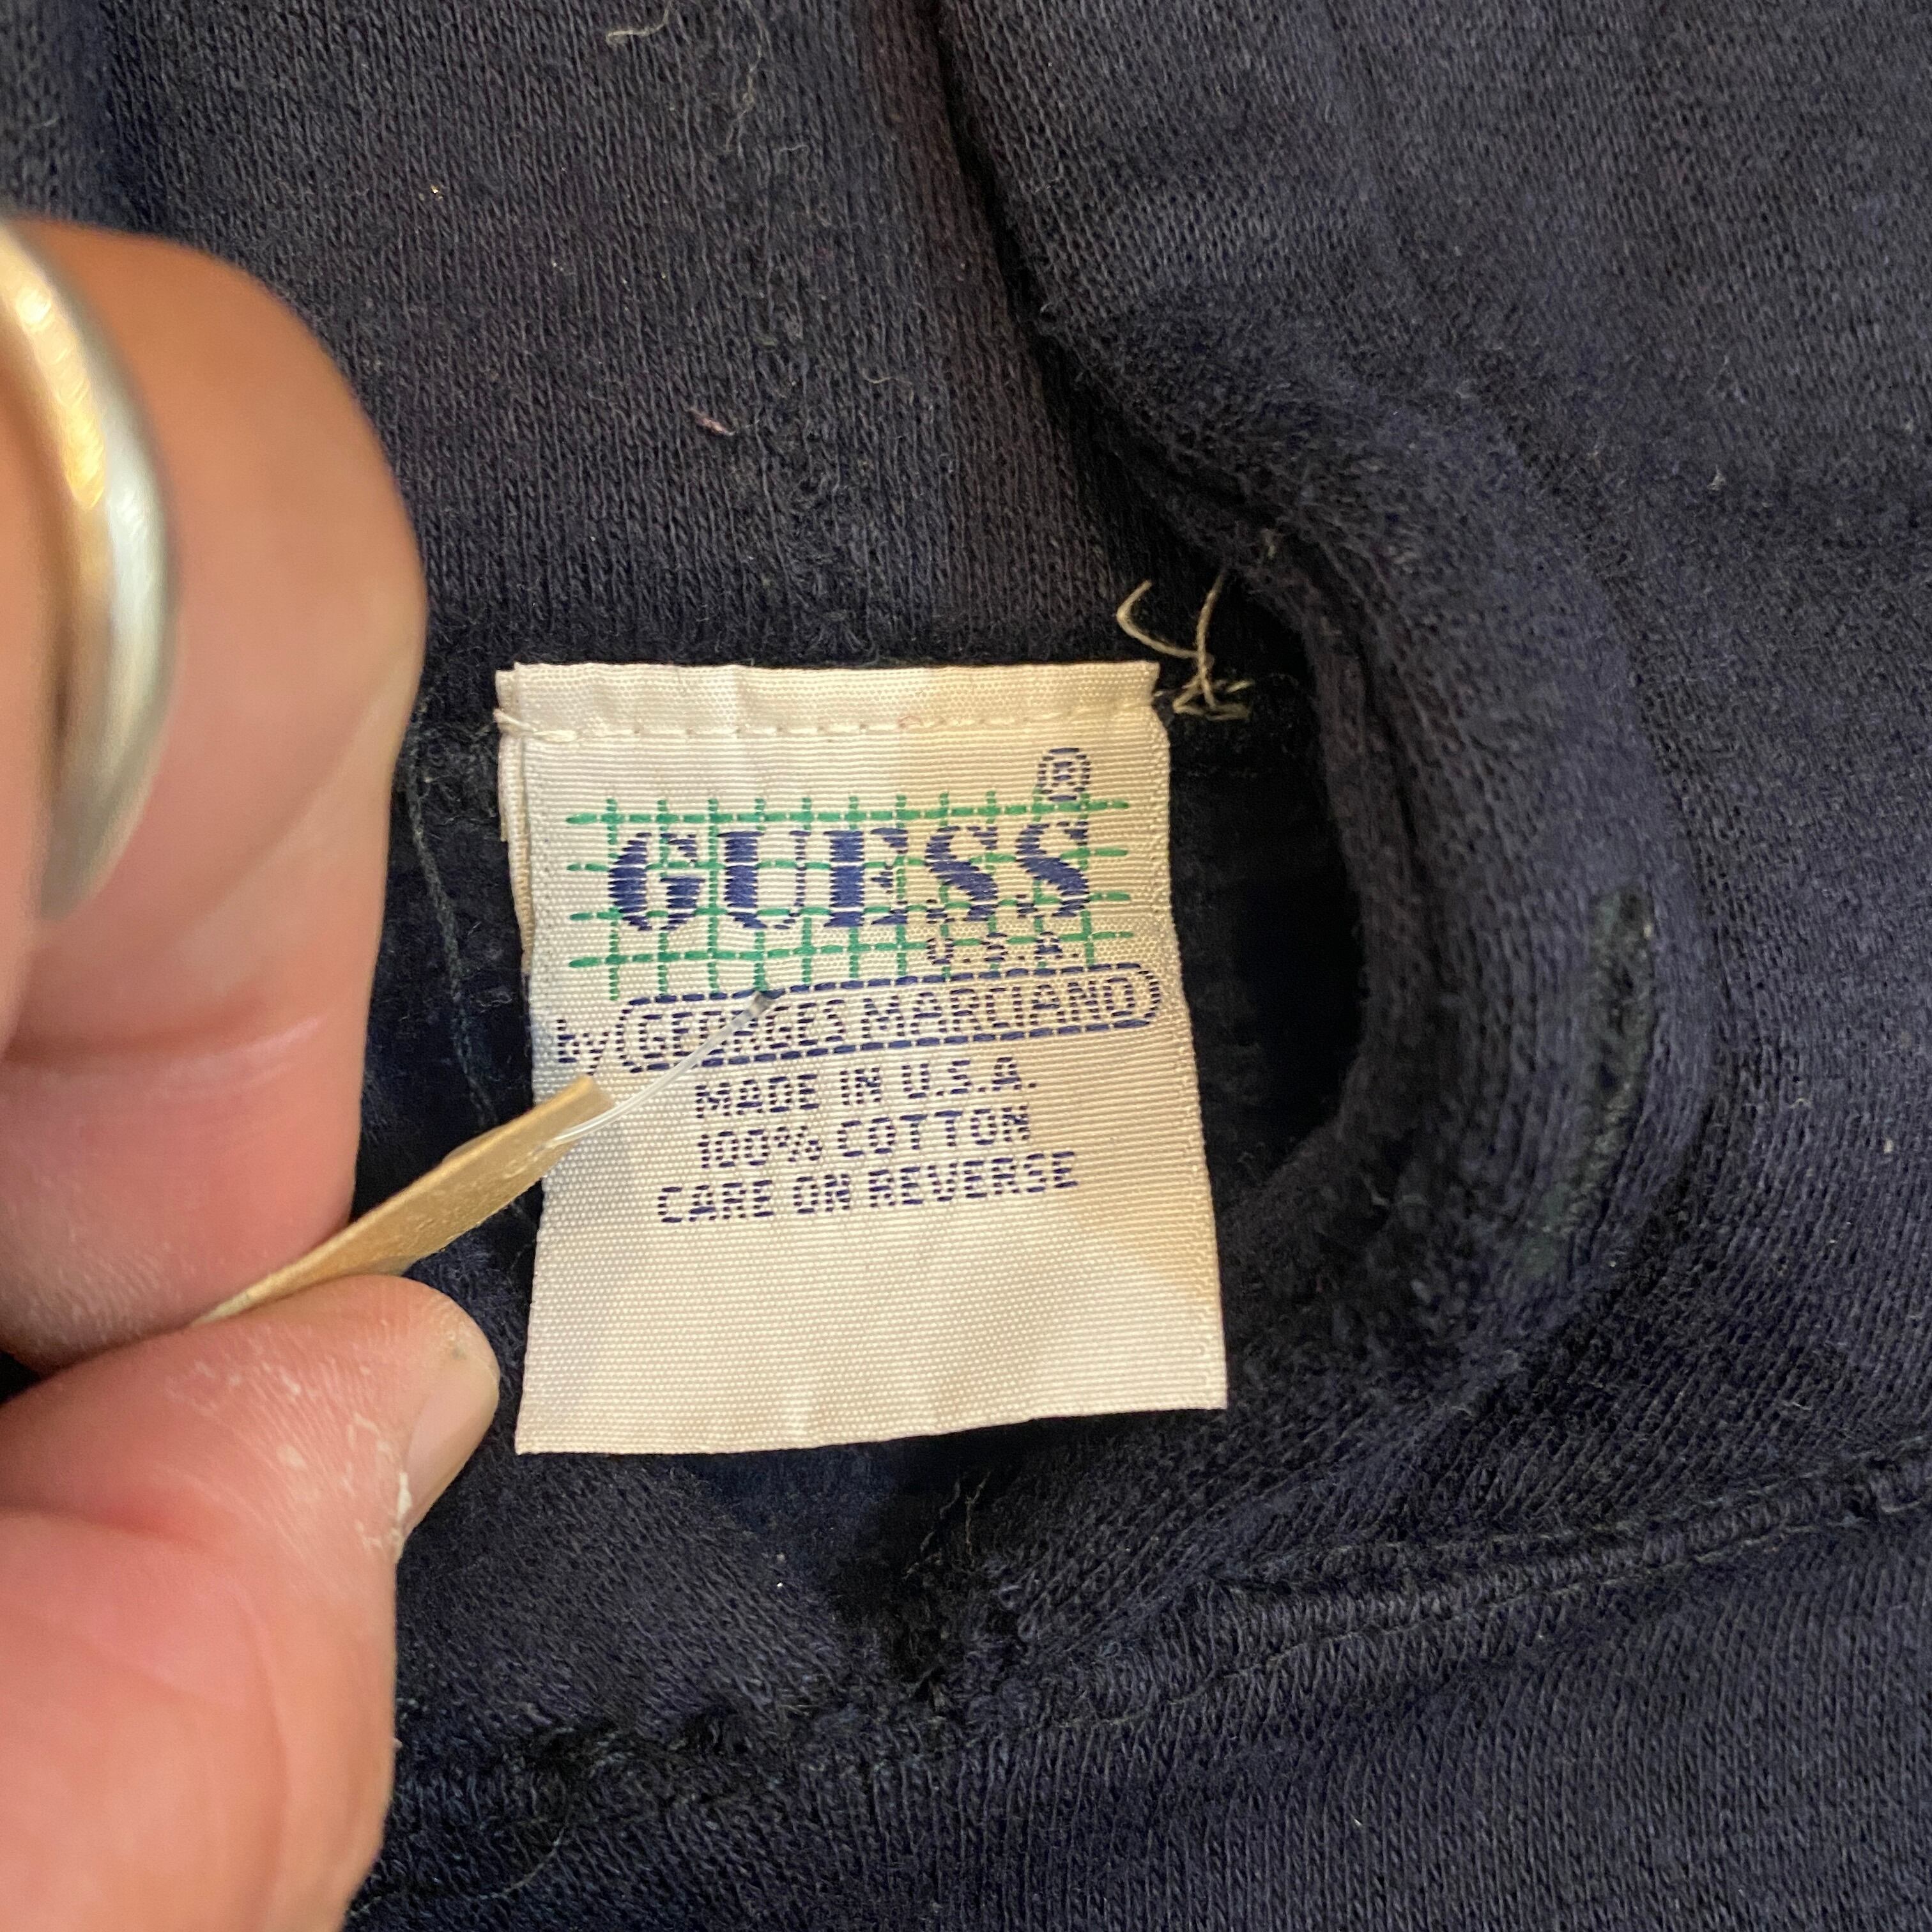 ®
GUESS
U.S.A.
by GEORGES MARCIANO
MADE IN U.S.A.
100% COTTON
CARE ON REVERSE